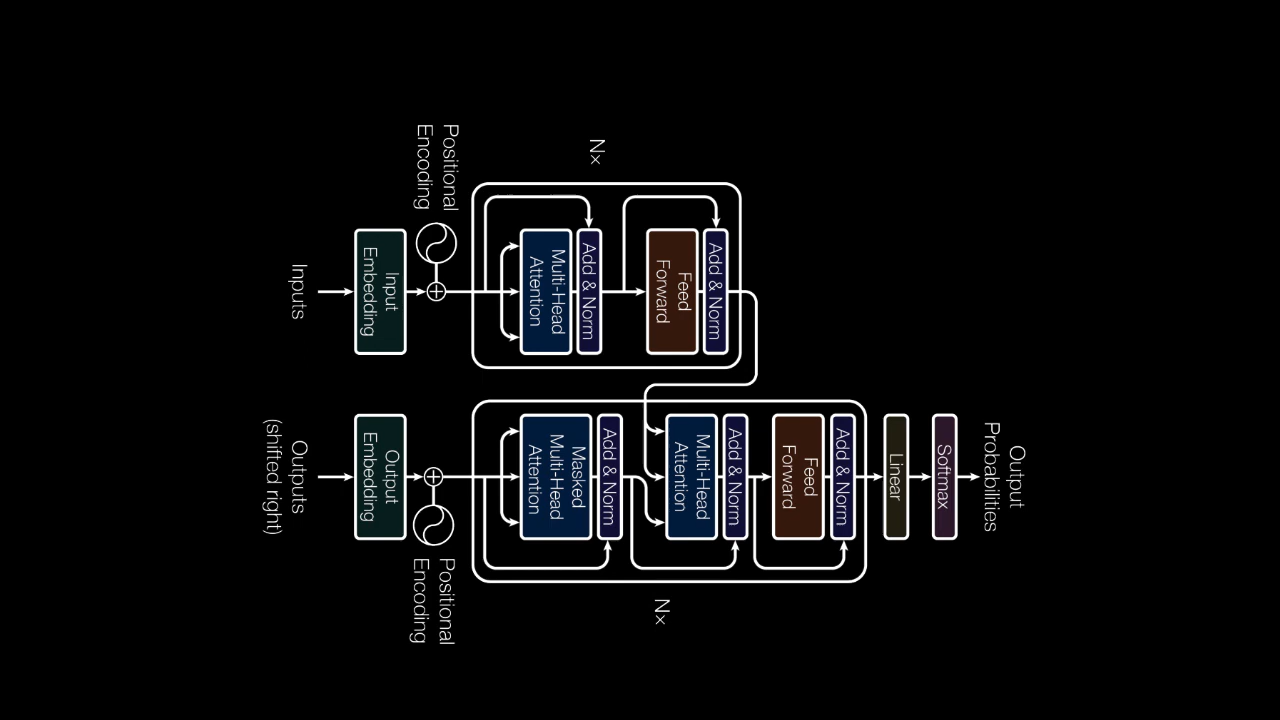 Output
Probabilities
Softmax
Linear
Add & Norm
Feed
Forward
Add & Norm
Multi-Head
Attention
Add & Norm
Masked
Multi-Head
Attention
Nx
Positional
Encoding
Output
Embedding
Outputs
(shifted right)
Add & Norm
Feed
Forward
Nx
Add & Norm
Multi-Head
Attention
Positional
Encoding
Input
Embedding
Inputs